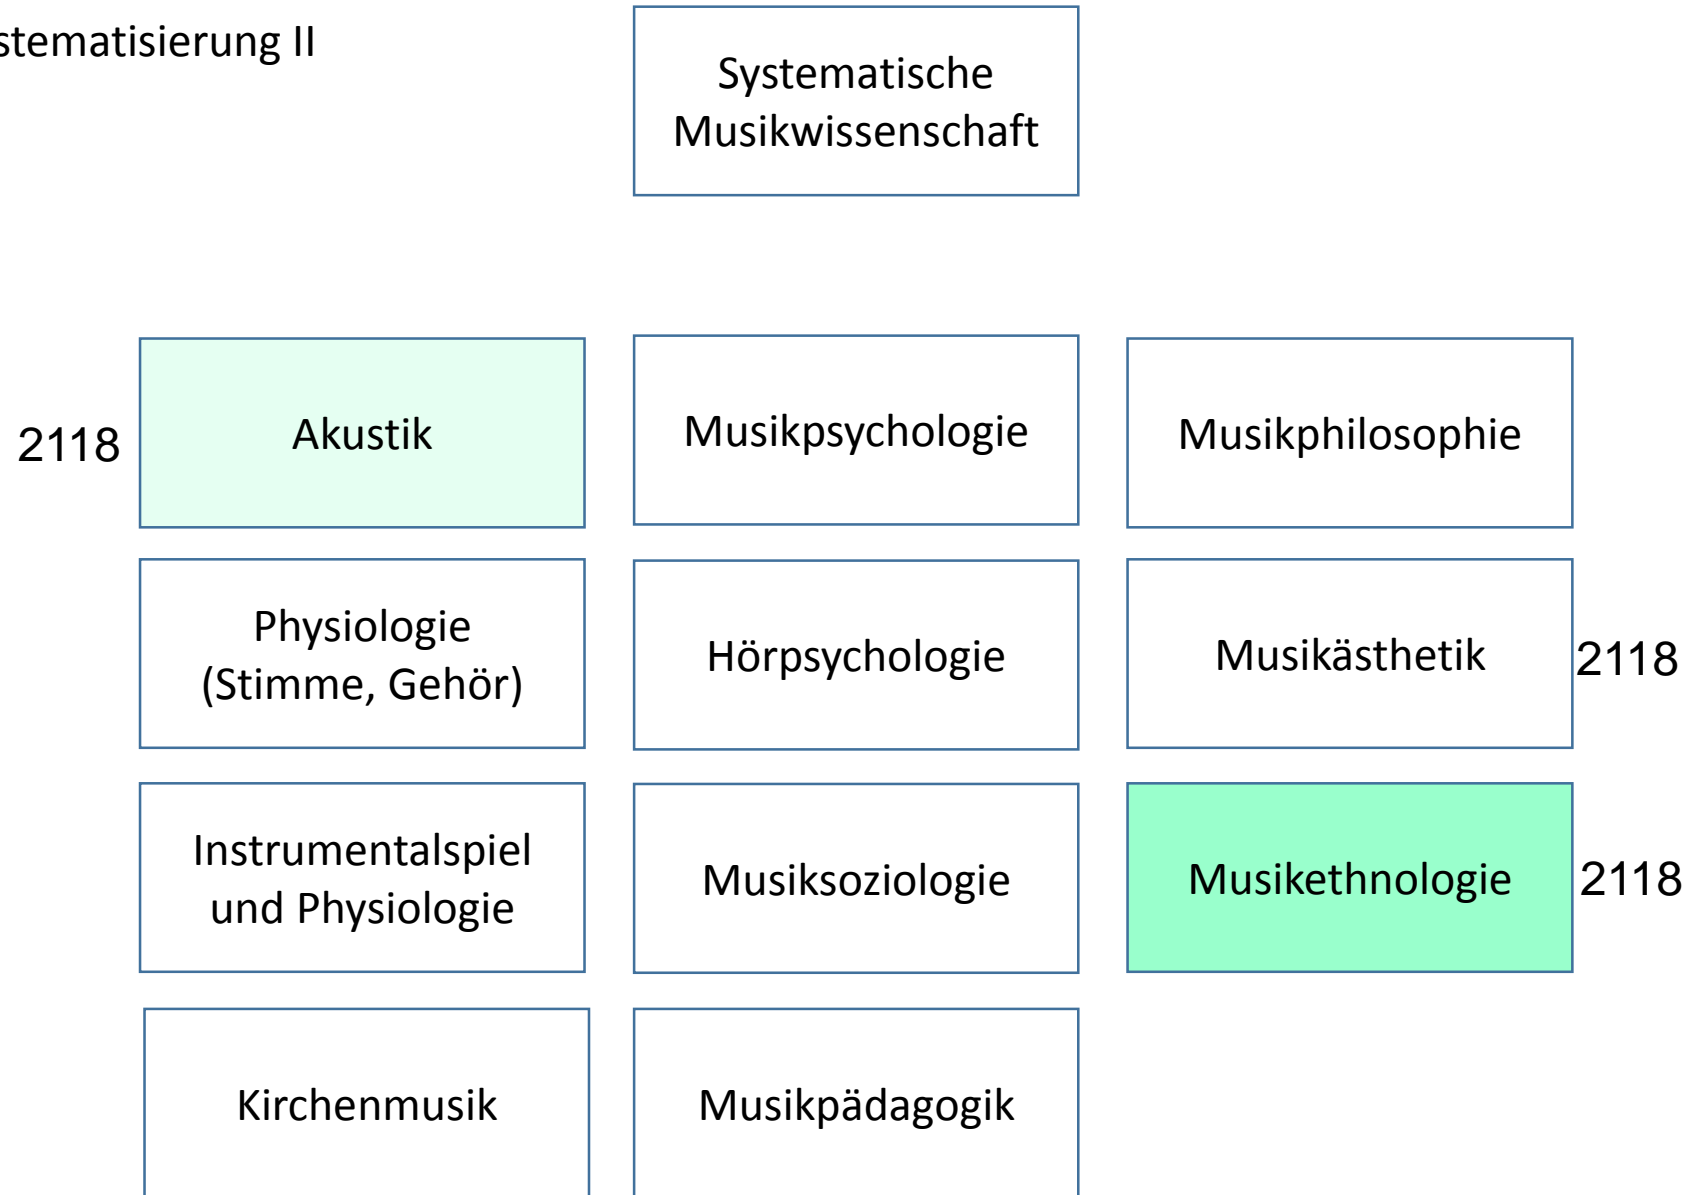 stematisierung II
Systematische
Musikwissenschaft
2118
Akustik
Musikpsychologie
Musikphilosophie
Physiologie
(Stimme, Gehör)
Hörpsychologie
Musikästhetik
2118
Instrumentalspiel
und Physiologie
Musiksoziologie
Musikethnologie
2118
Kirchenmusik
Musikpädagogik